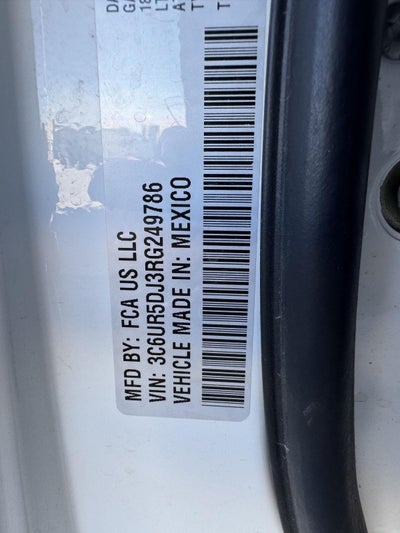 MFD BY: FCA US LLC
VIN: 3C6UR5DJ3RG249786
VEHICLE MADE IN: MEXICO